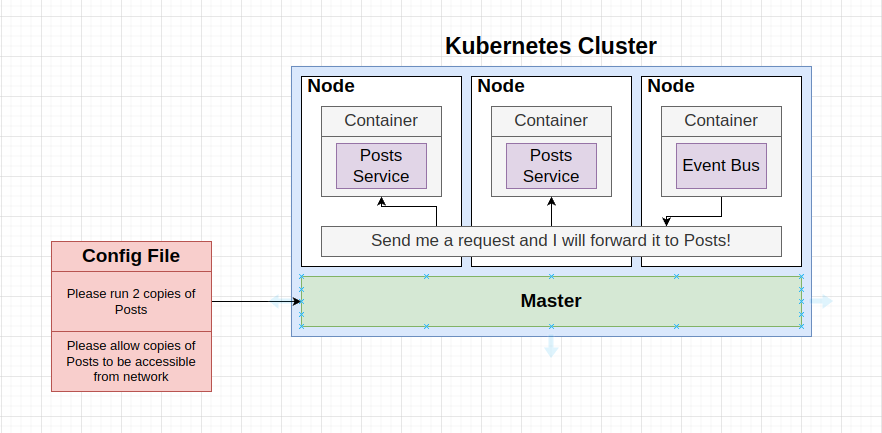 Kubernetes Cluster
Node
Node
Node
Container
Container
Container
Posts
Service
Posts
Service
Event Bus
Send me a request and I will forward it to Posts!
Config File
Please run 2 copies of
Posts
Please allow copies of
Posts to be accessible
from network
Master